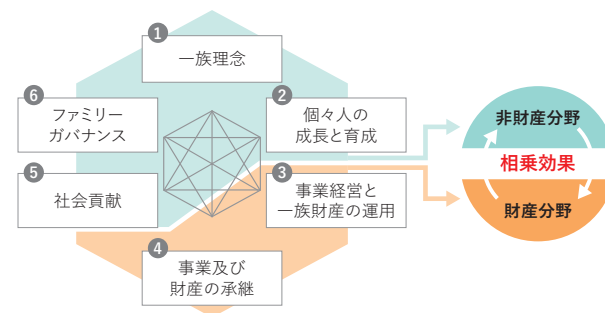 1
一族理念
2
個々人の
成長と育成
3
事業経営と
一族財産の運用
4
事業及び
財産の承継
5
社会貢献
6
ファミリー
ガバナンス
非財産分野
相乗効果
財産分野